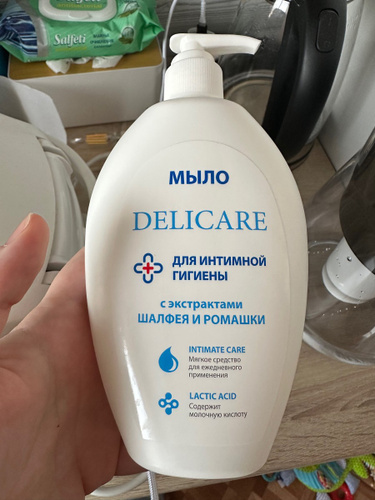 Salfeti
МЫЛО
DELICARE
ДЛЯ ИНТИМНОЙ
ГИГИЕНЫ
с экстрактами
ШАЛФЕЯ И РОМАШКИ
INTIMATE CARE
Мягкое средство
для ежедневного
применения
LACTIC ACID
Содержит
молочную кислоту